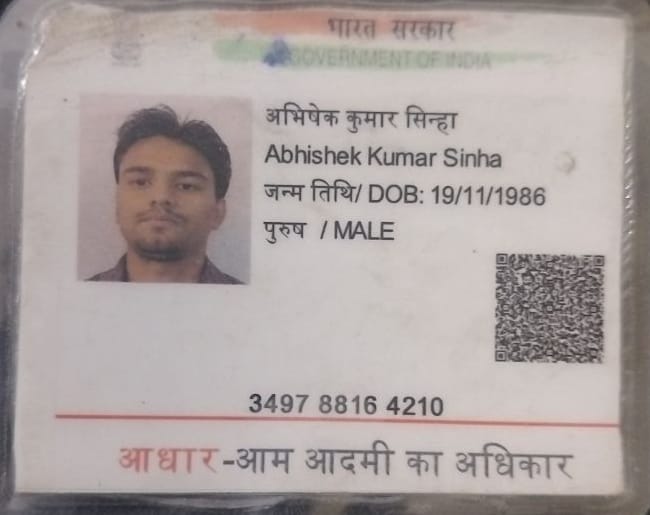 भारत सरकार
GOVERNMENT OF INDIA
अभिषेक कुमार सिन्हा
Abhishek Kumar Sinha
जन्म तिथि/ DOB: 19/11/1986
पुरुष / MALE
3497 8816 4210
आधार-आम आदमी का अधिकार